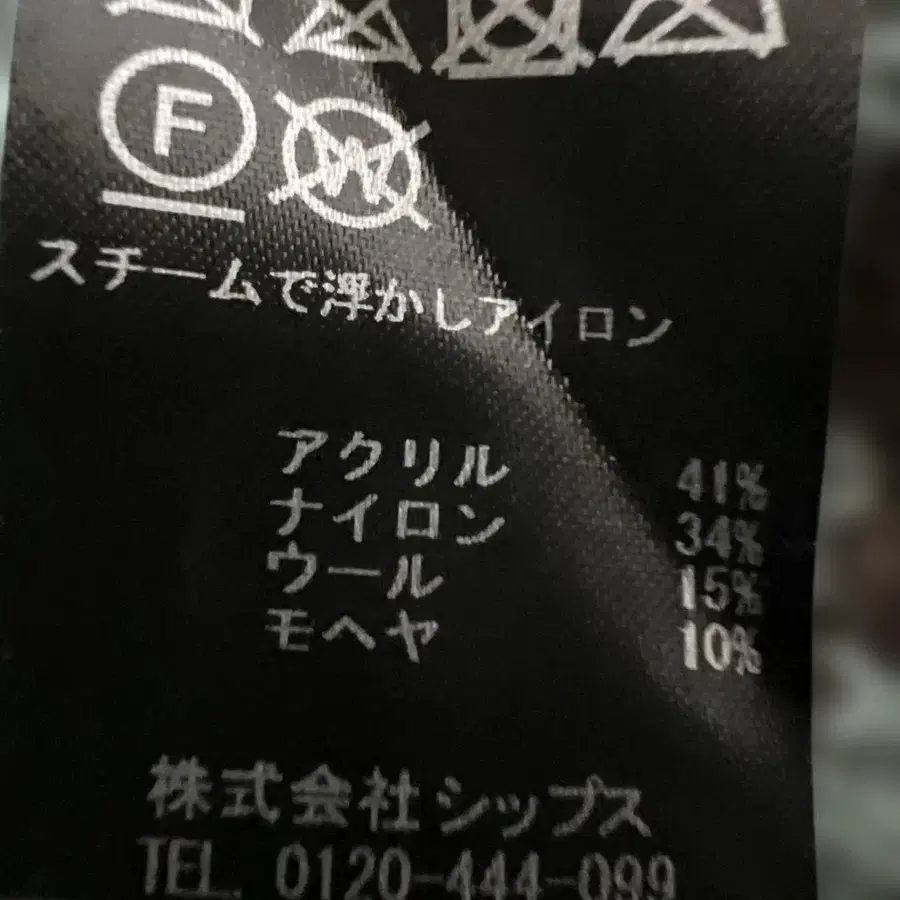 F W
スチームで浮かしアイロン
アクリル 41%
ナイロン 34%
ウール 15%
モヘヤ 10%
株式会社シップス
TEL. 0120-444-099